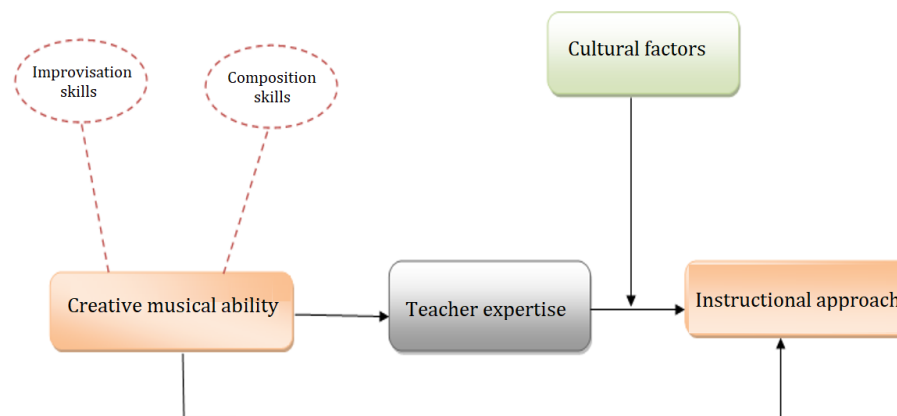 Cultural factors
Improvisation
skills
Composition
skills
Creative musical ability
Teacher expertise
Instructional approach